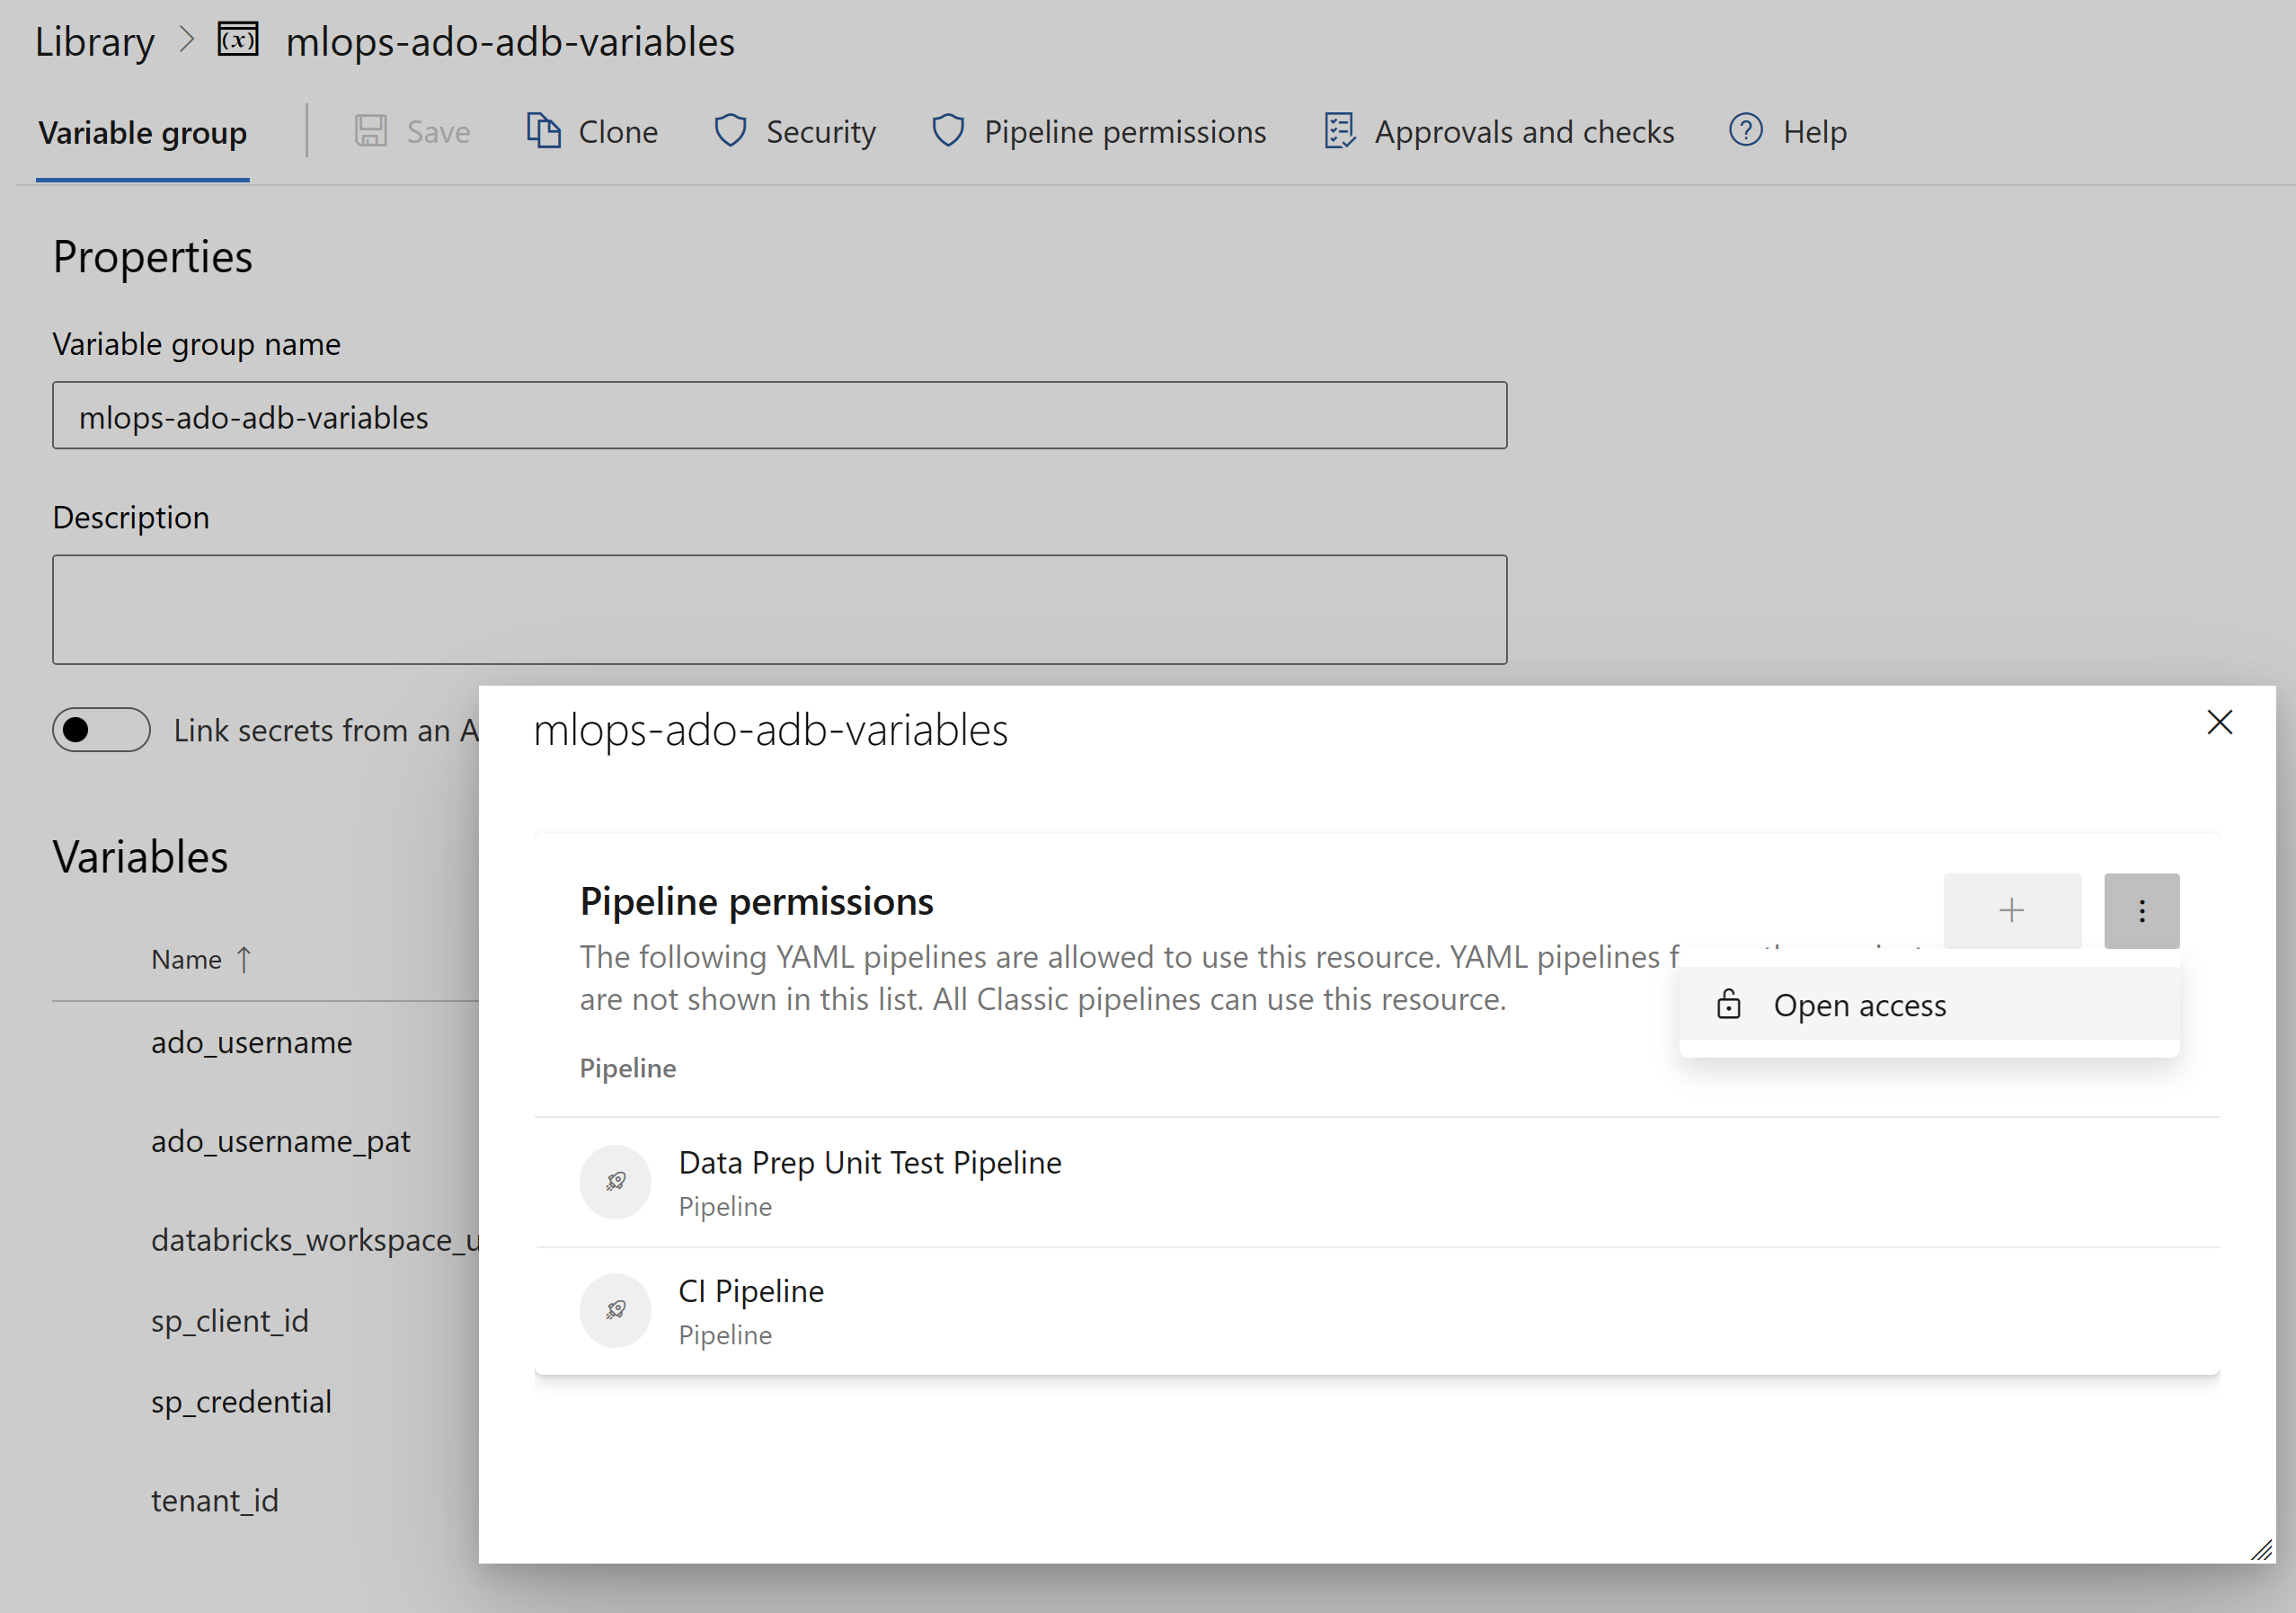 Library > mlops-ado-adb-variables
Variable group Save Clone Security Pipeline permissions Approvals and checks Help
Properties
Variable group name
mlops-ado-adb-variables
Description
Link secrets from an A
mlops-ado-adb-variables
Variables
Pipeline permissions
The following YAML pipelines are allowed to use this resource. YAML pipelines
are not shown in this list. All Classic pipelines can use this resource.
Open access
Name ↑
Pipeline
ado_username
ado_username_pat
databricks_workspace_u
sp_client_id
sp_credential
tenant_id
Data Prep Unit Test Pipeline
Pipeline
CI Pipeline
Pipeline